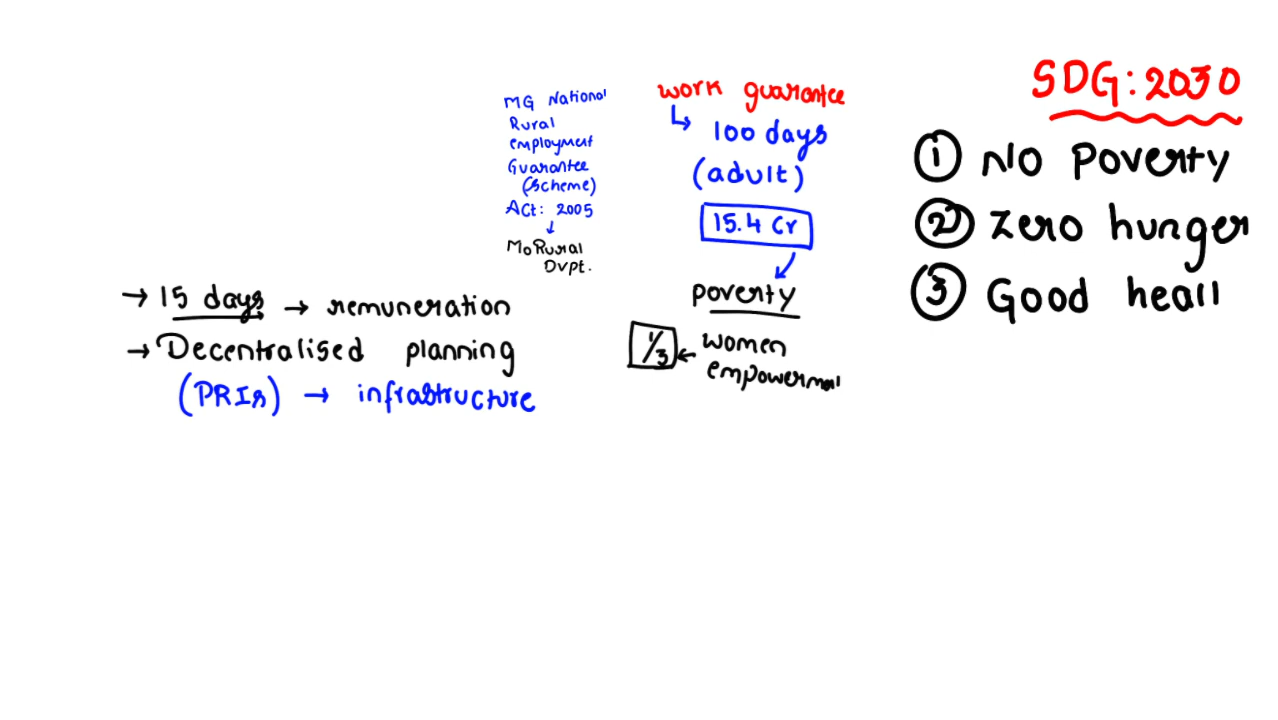 MG National
Rural
employment
Guarantee
(Scheme)
Act: 2005
↓
MoRural
Dvpt.
→ 15 days → remuneration
→ Decentralised planning
(PRIs) → infrastructure
work guarantee
↳ 100 days
(adult)
15.4 Cr
poverty
1/3 ← women
empowermen
SDG: 2030
① No Poverty
② Zero hunger
③ Good heall